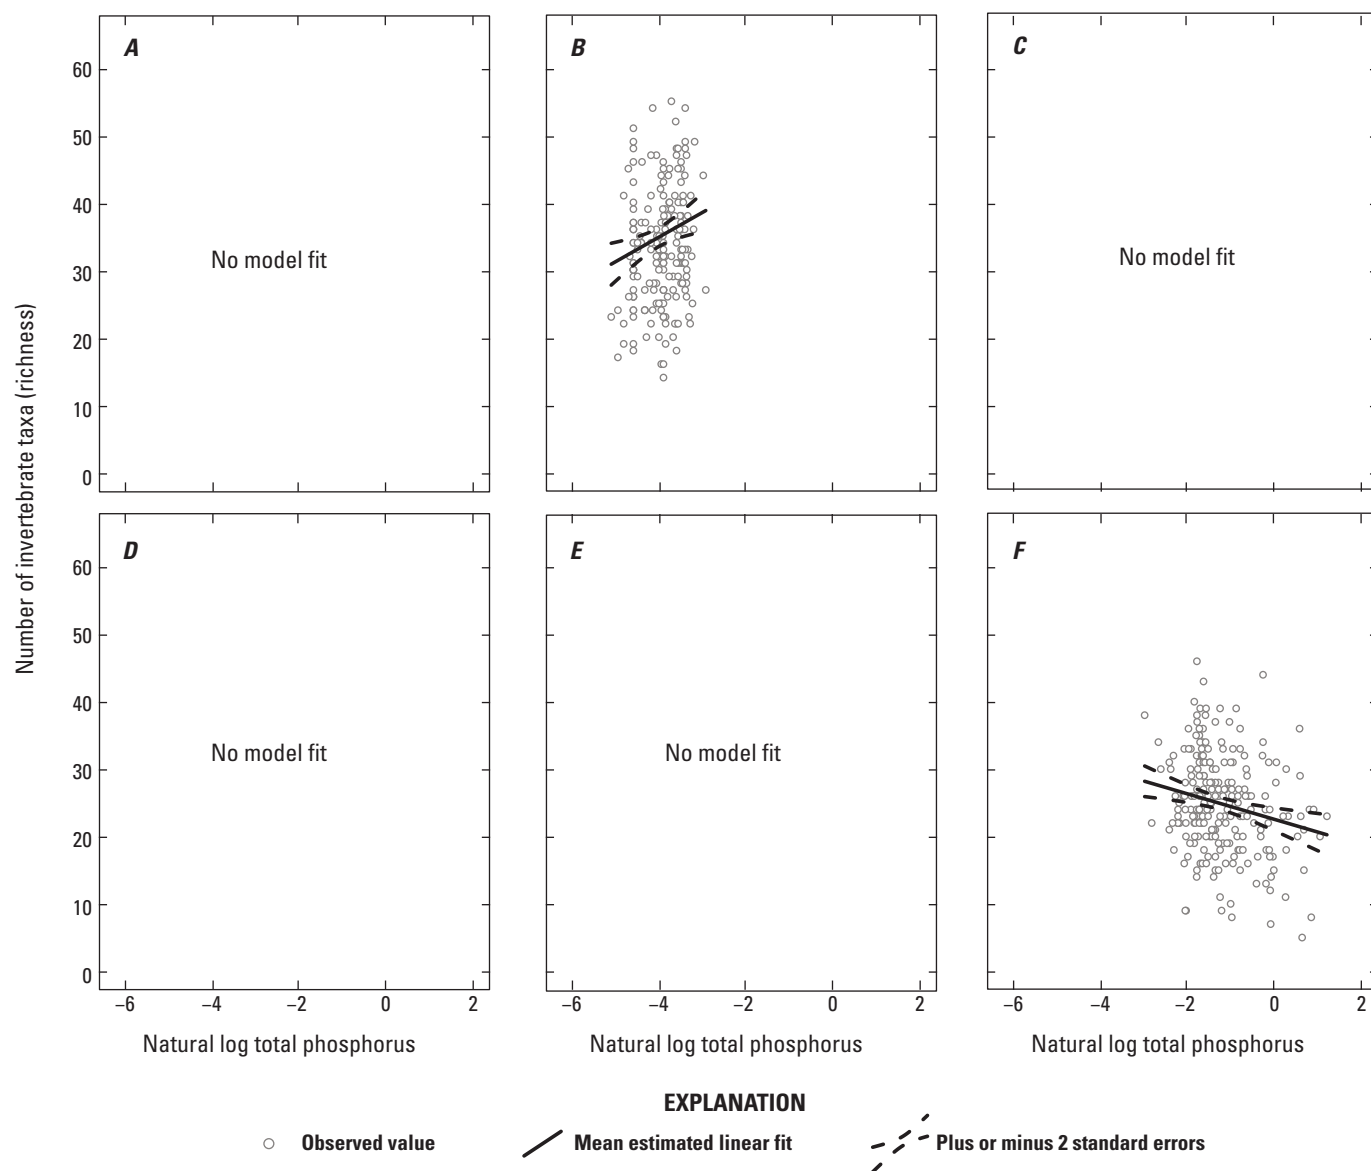 A
B
C
60
50
40
30
20
10
0
No model fit
No model fit
Number of invertebrate taxa (richness)
D
E
F
60
50
40
30
20
10
0
No model fit
No model fit
−6 −4 −2 0 2
−6 −4 −2 0 2
−6 −4 −2 0 2
Natural log total phosphorus
Natural log total phosphorus
Natural log total phosphorus
EXPLANATION
Observed value
Mean estimated linear fit
Plus or minus 2 standard errors